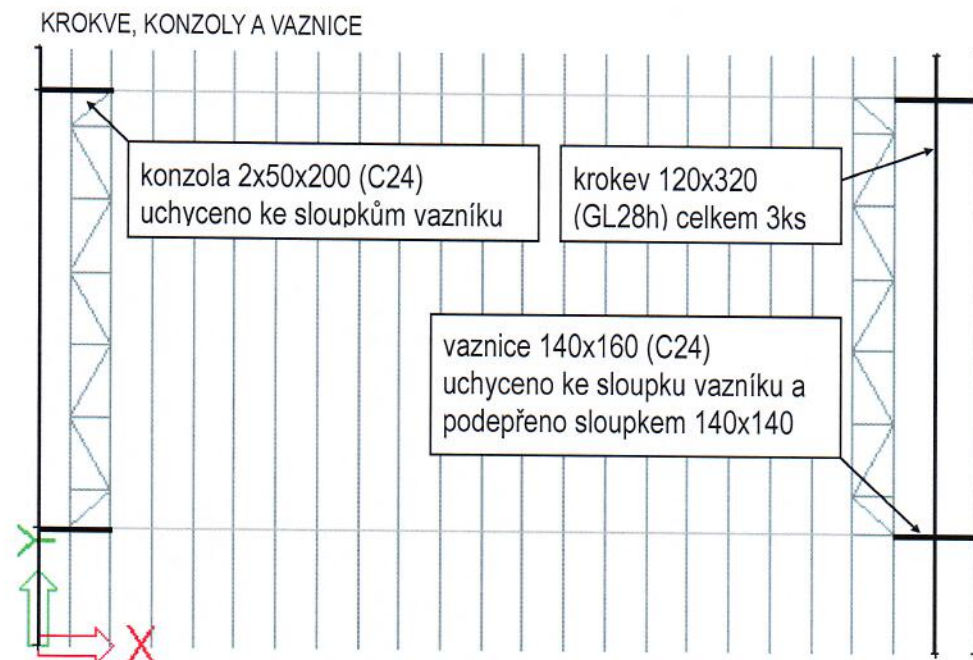 KROKVE, KONZOLY A VAZNICE
konzola 2x50x200 (C24)
uchyceno ke sloupkům vazníku
krokev 120x320
(GL28h) celkem 3ks
vaznice 140x160 (C24)
uchyceno ke sloupku vazníku a
podepřeno sloupkem 140x140
Y
X